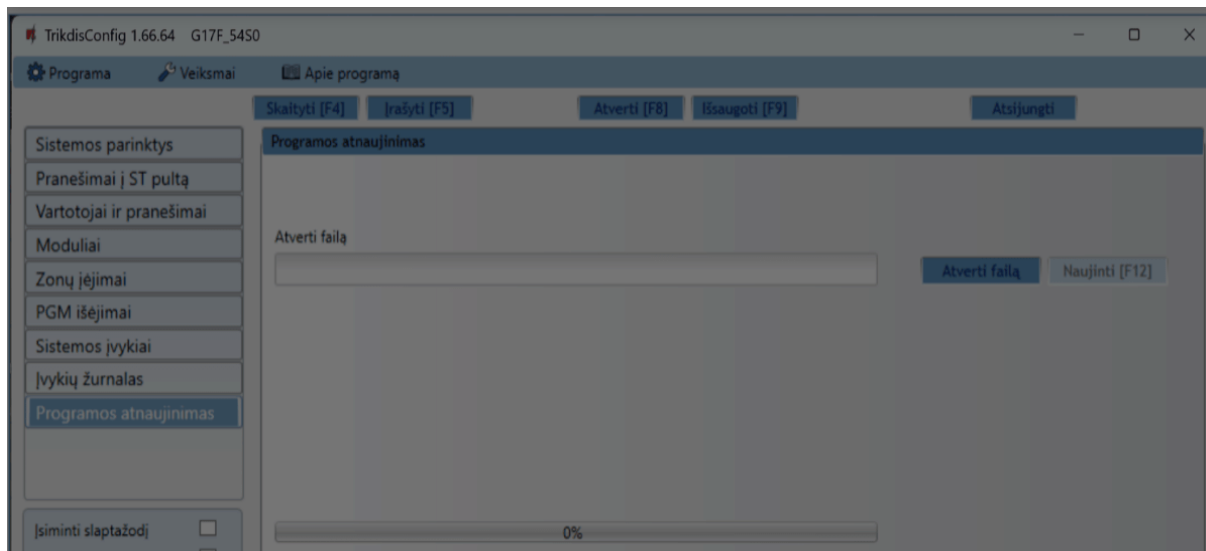 TrikdisConfig 1.66.64 G17F_54S0
Programa Veiksmai Apie programą
Skaityti [F4] Įrašyti [F5] Atverti [F8] Išsaugoti [F9] Atsijungti
Sistemos parinktys
Pranešimai į ST pultą
Vartotojai ir pranešimai
Moduliai
Zonų įėjimai
PGM išėjimai
Sistemos įvykiai
Įvykių žurnalas
Programos atnaujinimas
Įsiminti slaptažodį
Programos atnaujinimas
Atverti failą
Atverti failą Naujinti [F12]
0%